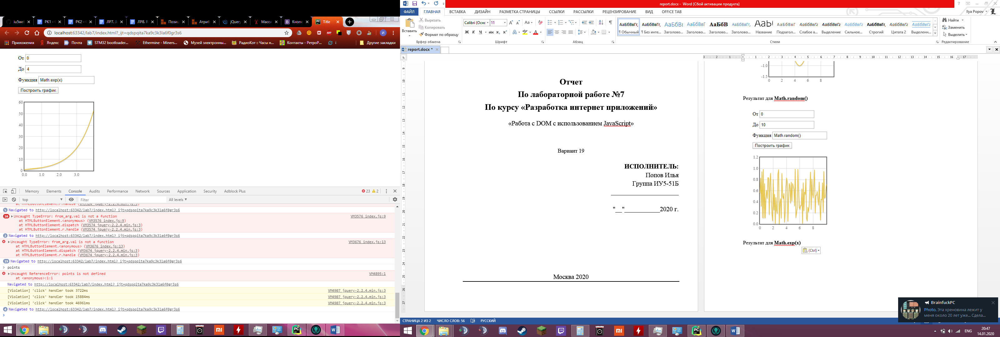 iu5wel
РК1 - 
РК2 - 
ЛР7. J
ЛР8. R
Позиц
Атриб
jQuery
Масси
Кнопк
Title
localhost:63342/lab7/index.html?_ijt=qdspqita7ka9c3k3la6f0gr3s6
Приложения
Яндекс
Почта
STM32 bootloader...
Ethermine - Miners...
Музей электронны...
РадиоКот :: Часы н...
Контакты - РетроP...
i
Другие закладки
От 0
До 4
Функция Math.exp(x)
Построить график
60
50
40
30
20
10
0
0.0 1.0 2.0 3.0
Memory Elements Console Audits Performance Network Sources Application Security Adblock Plus 23 2
top Filter All levels
at HTMLButtonElement.r.handle (VM3524 jquery-2.2.4.min.js:3)
5 Navigated to http://localhost:63342/lab7/index.html?_ijt=qdspqita7ka9c3k3la6f0gr3s6
10 Uncaught TypeError: from_arg.val is not a function VM3576 index.js:9
at HTMLButtonElement.<anonymous> (VM3576 index.js:9)
at HTMLButtonElement.dispatch (VM3574 jquery-2.2.4.min.js:3)
at HTMLButtonElement.r.handle (VM3574 jquery-2.2.4.min.js:3)
2 Navigated to http://localhost:63342/lab7/index.html?_ijt=qdspqita7ka9c3k3la6f0gr3s6
Uncaught TypeError: from_arg.val is not a function VM3676 index.js:13
at HTMLButtonElement.<anonymous> (VM3676 index.js:13)
at HTMLButtonElement.dispatch (VM3674 jquery-2.2.4.min.js:3)
at HTMLButtonElement.r.handle (VM3674 jquery-2.2.4.min.js:3)
19 Navigated to http://localhost:63342/lab7/index.html?_ijt=qdspqita7ka9c3k3la6f0gr3s6
> points
Uncaught ReferenceError: points is not defined VM4895:1
at <anonymous>:1:1
Navigated to http://localhost:63342/lab7/index.html?_ijt=qdspqita7ka9c3k3la6f0gr3s6
[Violation] 'click' handler took 3722ms VM4907 jquery-2.2.4.min.js:3
[Violation] 'click' handler took 15884ms VM4907 jquery-2.2.4.min.js:3
[Violation] 'click' handler took 46961ms VM4907 jquery-2.2.4.min.js:3
4 Navigated to http://localhost:63342/lab7/index.html?_ijt=qdspqita7ka9c3k3la6f0gr3s6
report.docx - Word (Сбой активации продукта)
ФАЙЛ ГЛАВНАЯ ВСТАВКА ДИЗАЙН РАЗМЕТКА СТРАНИЦЫ ССЫЛКИ РАССЫЛКИ РЕЦЕНЗИРОВАНИЕ ВИД OFFICE TAB Ilya Popov
Вставить
Вырезать
Копировать
Формат по образцу
Буфер обмена
Calibri (Оснс 11
Шрифт
Абзац
¶ Обычный ¶ Без инте... Заголово... Заголово... Заголово... Заголово... Название Подзагол... Слабое в... Выделение Сильное... Строгий Цитата 2 Выделенн...
Стили
Найти
Заменить
Выделить
Редактирование
report.docx *
Отчет
По лабораторной работе №7
По курсу «Разработка интернет приложений»
«Работа с DOM с использованием JavaScript»
Вариант 19
ИСПОЛНИТЕЛЬ:
Попов Илья
Группа ИУ5-51Б
"__"___________2020 г.
Москва 2020
-1.0
-1.5
0 2 4 6 8
Результат для Math.random()
От 0
До 10
Функция Math.random()
Построить график
1.2
1.0
0.8
0.6
0.4
0.2
0.0
0 2 4 6 8
Результат для Math.exp(x)
(Ctrl)
BrainfuckPC
Photo, Эта хреновина лежит у
меня около 20 лет уже... Сдела...
СТРАНИЦА 2 ИЗ 2 ЧИСЛО СЛОВ: 56 РУССКИЙ
ENG
20:47
14.01.2020